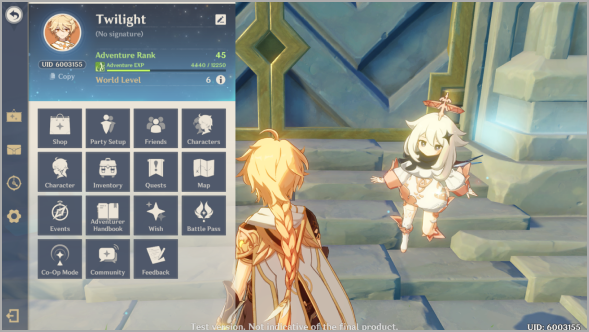 Twilight
(No signature)
Adventure Rank 45
Adventure EXP 4440 / 12250
World Level 6
UID 6003155
Copy
Shop Party Setup Friends Characters
Character Inventory Quests Map
Events Adventurer Handbook Wish Battle Pass
Co-Op Mode Community Feedback
Test version. Not indicative of the final product.
UID: 6003155